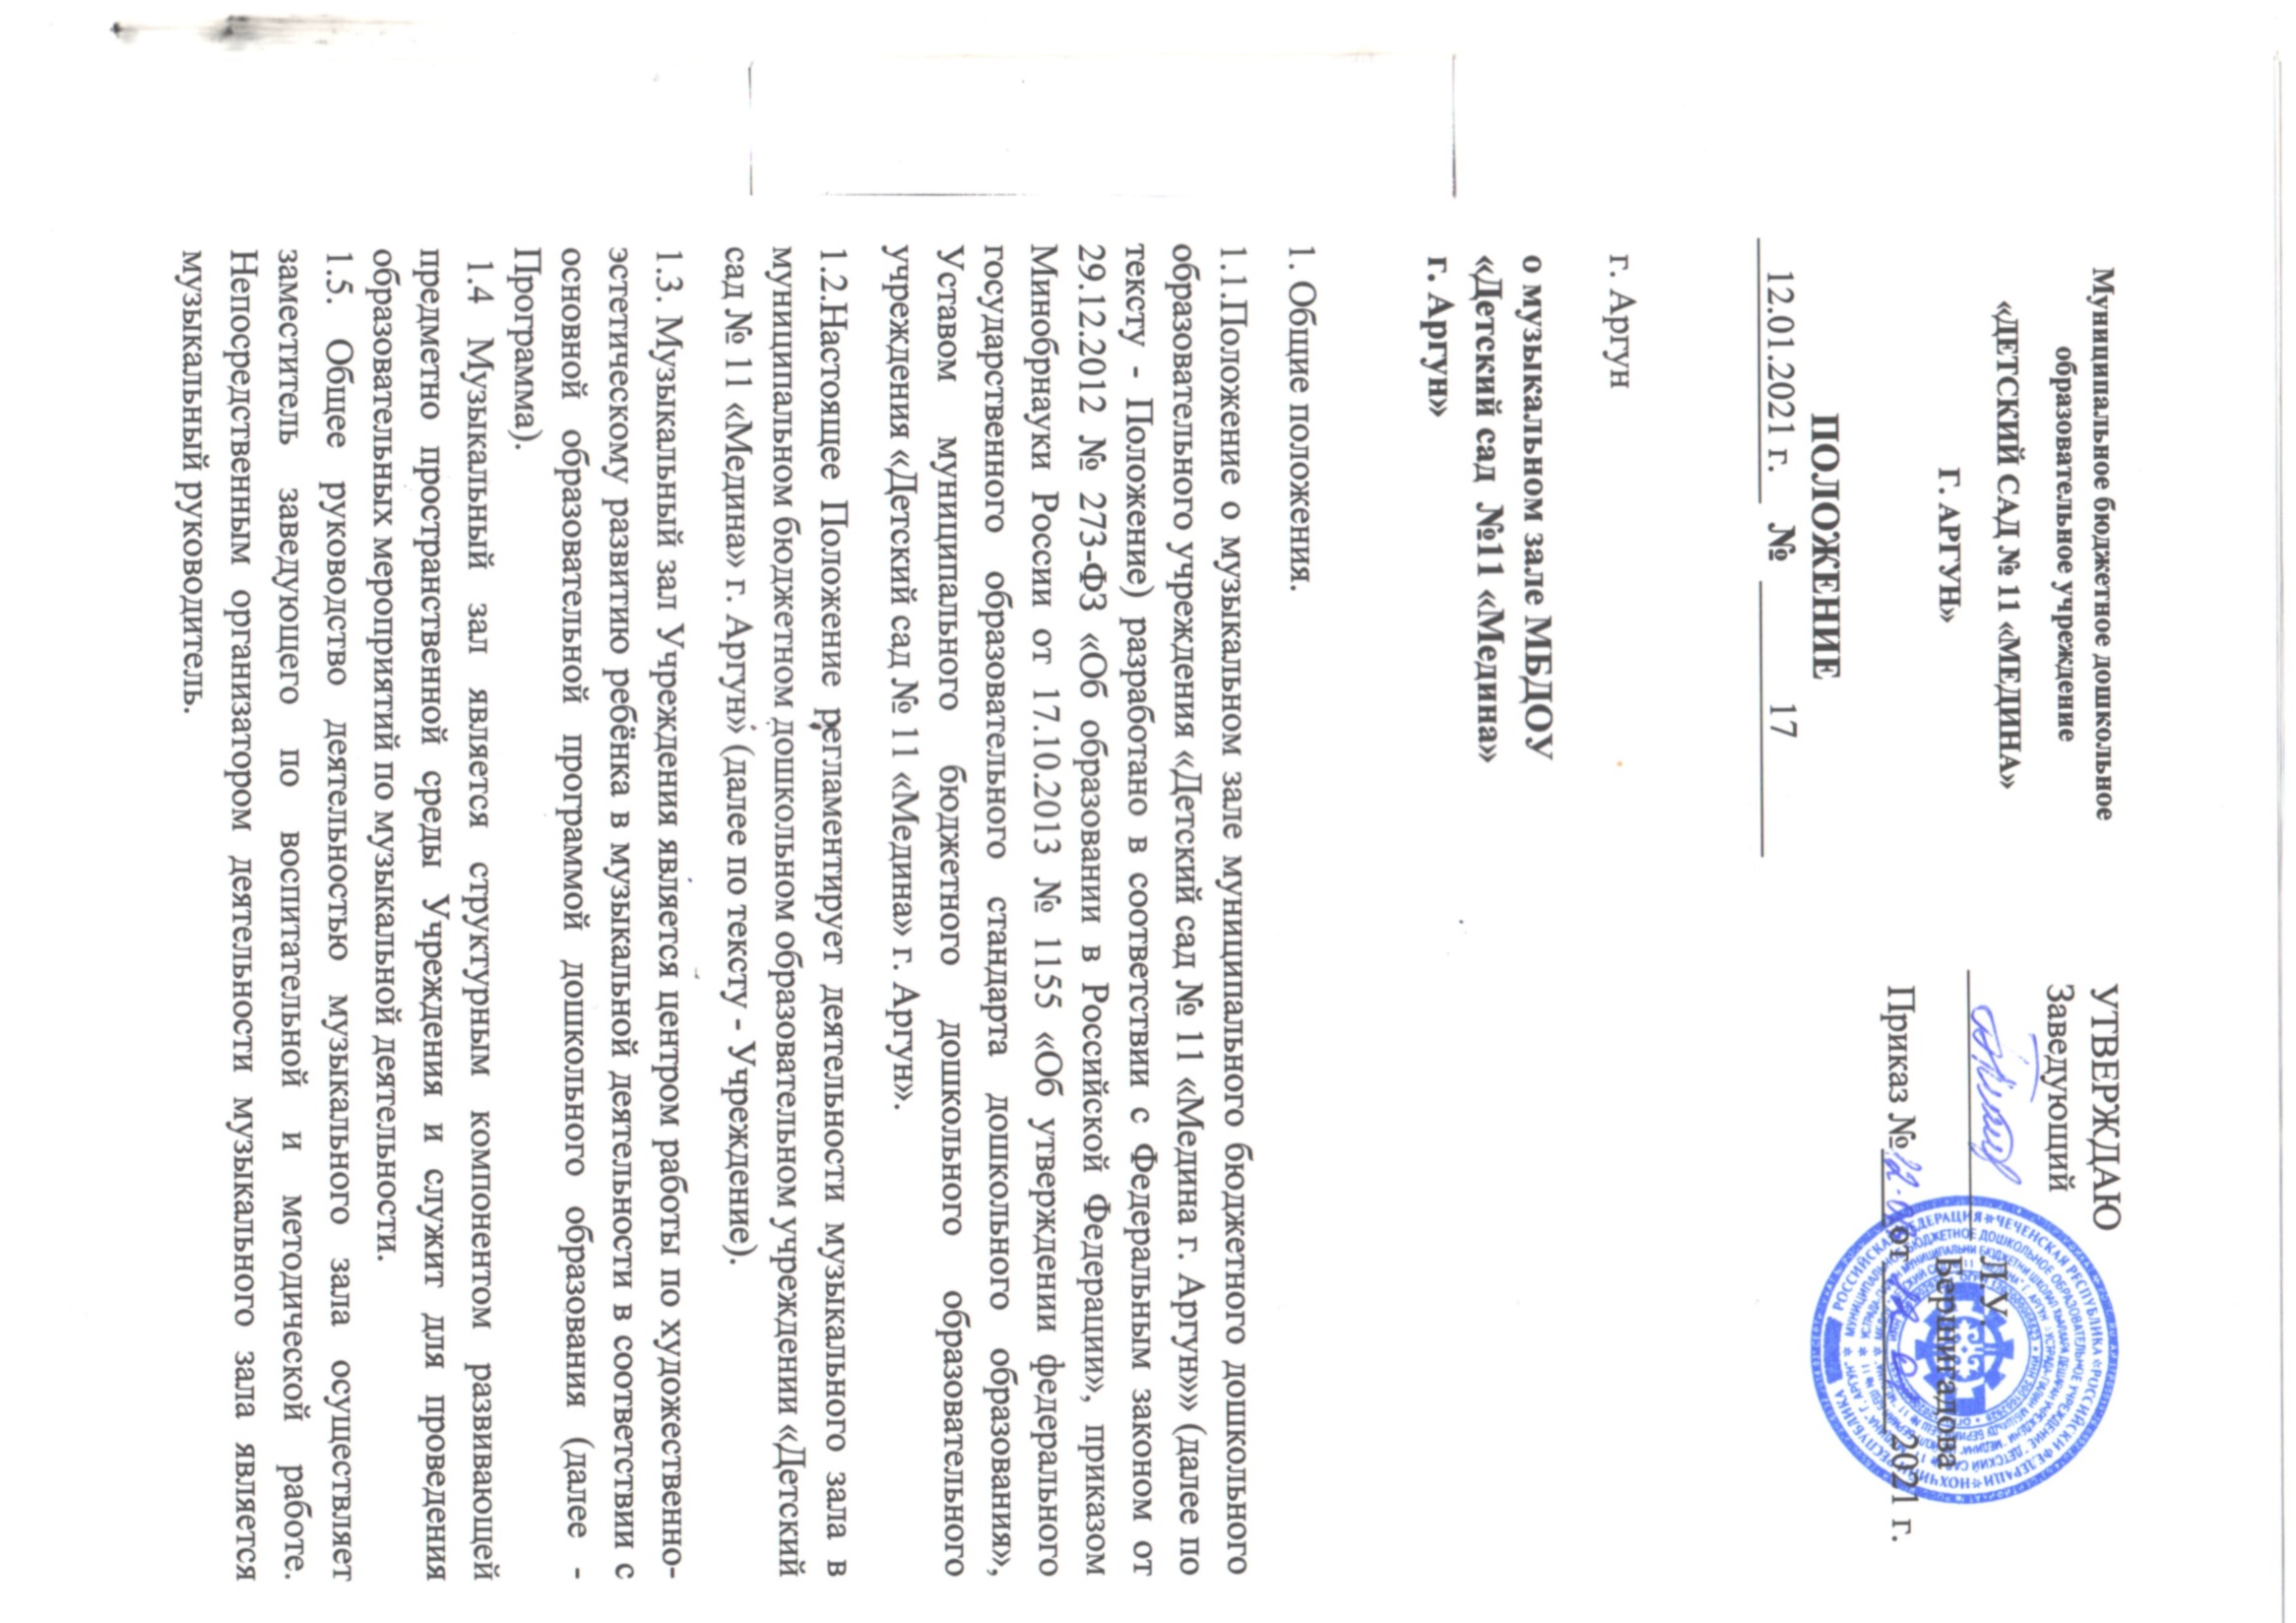 Муниципальное бюджетное дошкольное
образовательное учреждение
«ДЕТСКИЙ САД № 11 «МЕДИНА»
Г. АРГУН»
ПОЛОЖЕНИЕ
12.01.2021 г. № 17
УТВЕРЖДАЮ
Заведующий
Л.У.
Бершигадова
Приказ № от 2021 г.
РОССИЙСКАЯ ФЕДЕРАЦИЯ ЧЕЧЕНСКАЯ РЕСПУБЛИКА
г. Аргун
о музыкальном зале МБДОУ
«Детский сад №11 «Медина»
г. Аргун»
1. Общие положения.
1.1.Положение о музыкальном зале муниципального бюджетного дошкольного
образовательного учреждения «Детский сад № 11 «Медина г. Аргун»» (далее по
тексту - Положение) разработано в соответствии с Федеральным законом от
29.12.2012 № 273-ФЗ «Об образовании в Российской Федерации», приказом
Минобрнауки России от 17.10.2013 № 1155 «Об утверждении федерального
государственного образовательного стандарта дошкольного образования»,
Уставом муниципального бюджетного дошкольного образовательного
учреждения «Детский сад № 11 «Медина» г. Аргун».
1.2.Настоящее Положение регламентирует деятельности музыкального зала в
муниципальном бюджетном дошкольном образовательном учреждении «Детский
сад № 11 «Медина» г. Аргун» (далее по тексту - Учреждение).
1.3. Музыкальный зал Учреждения является центром работы по художественно-
эстетическому развитию ребёнка в музыкальной деятельности в соответствии с
основной образовательной программой дошкольного образования (далее -
Программа).
1.4 Музыкальный зал является структурным компонентом развивающей
предметно пространственной среды Учреждения и служит для проведения
образовательных мероприятий по музыкальной деятельности.
1.5. Общее руководство деятельностью музыкального зала осуществляет
заместитель заведующего по воспитательной и методической работе.
Непосредственным организатором деятельности музыкального зала является
музыкальный руководитель.